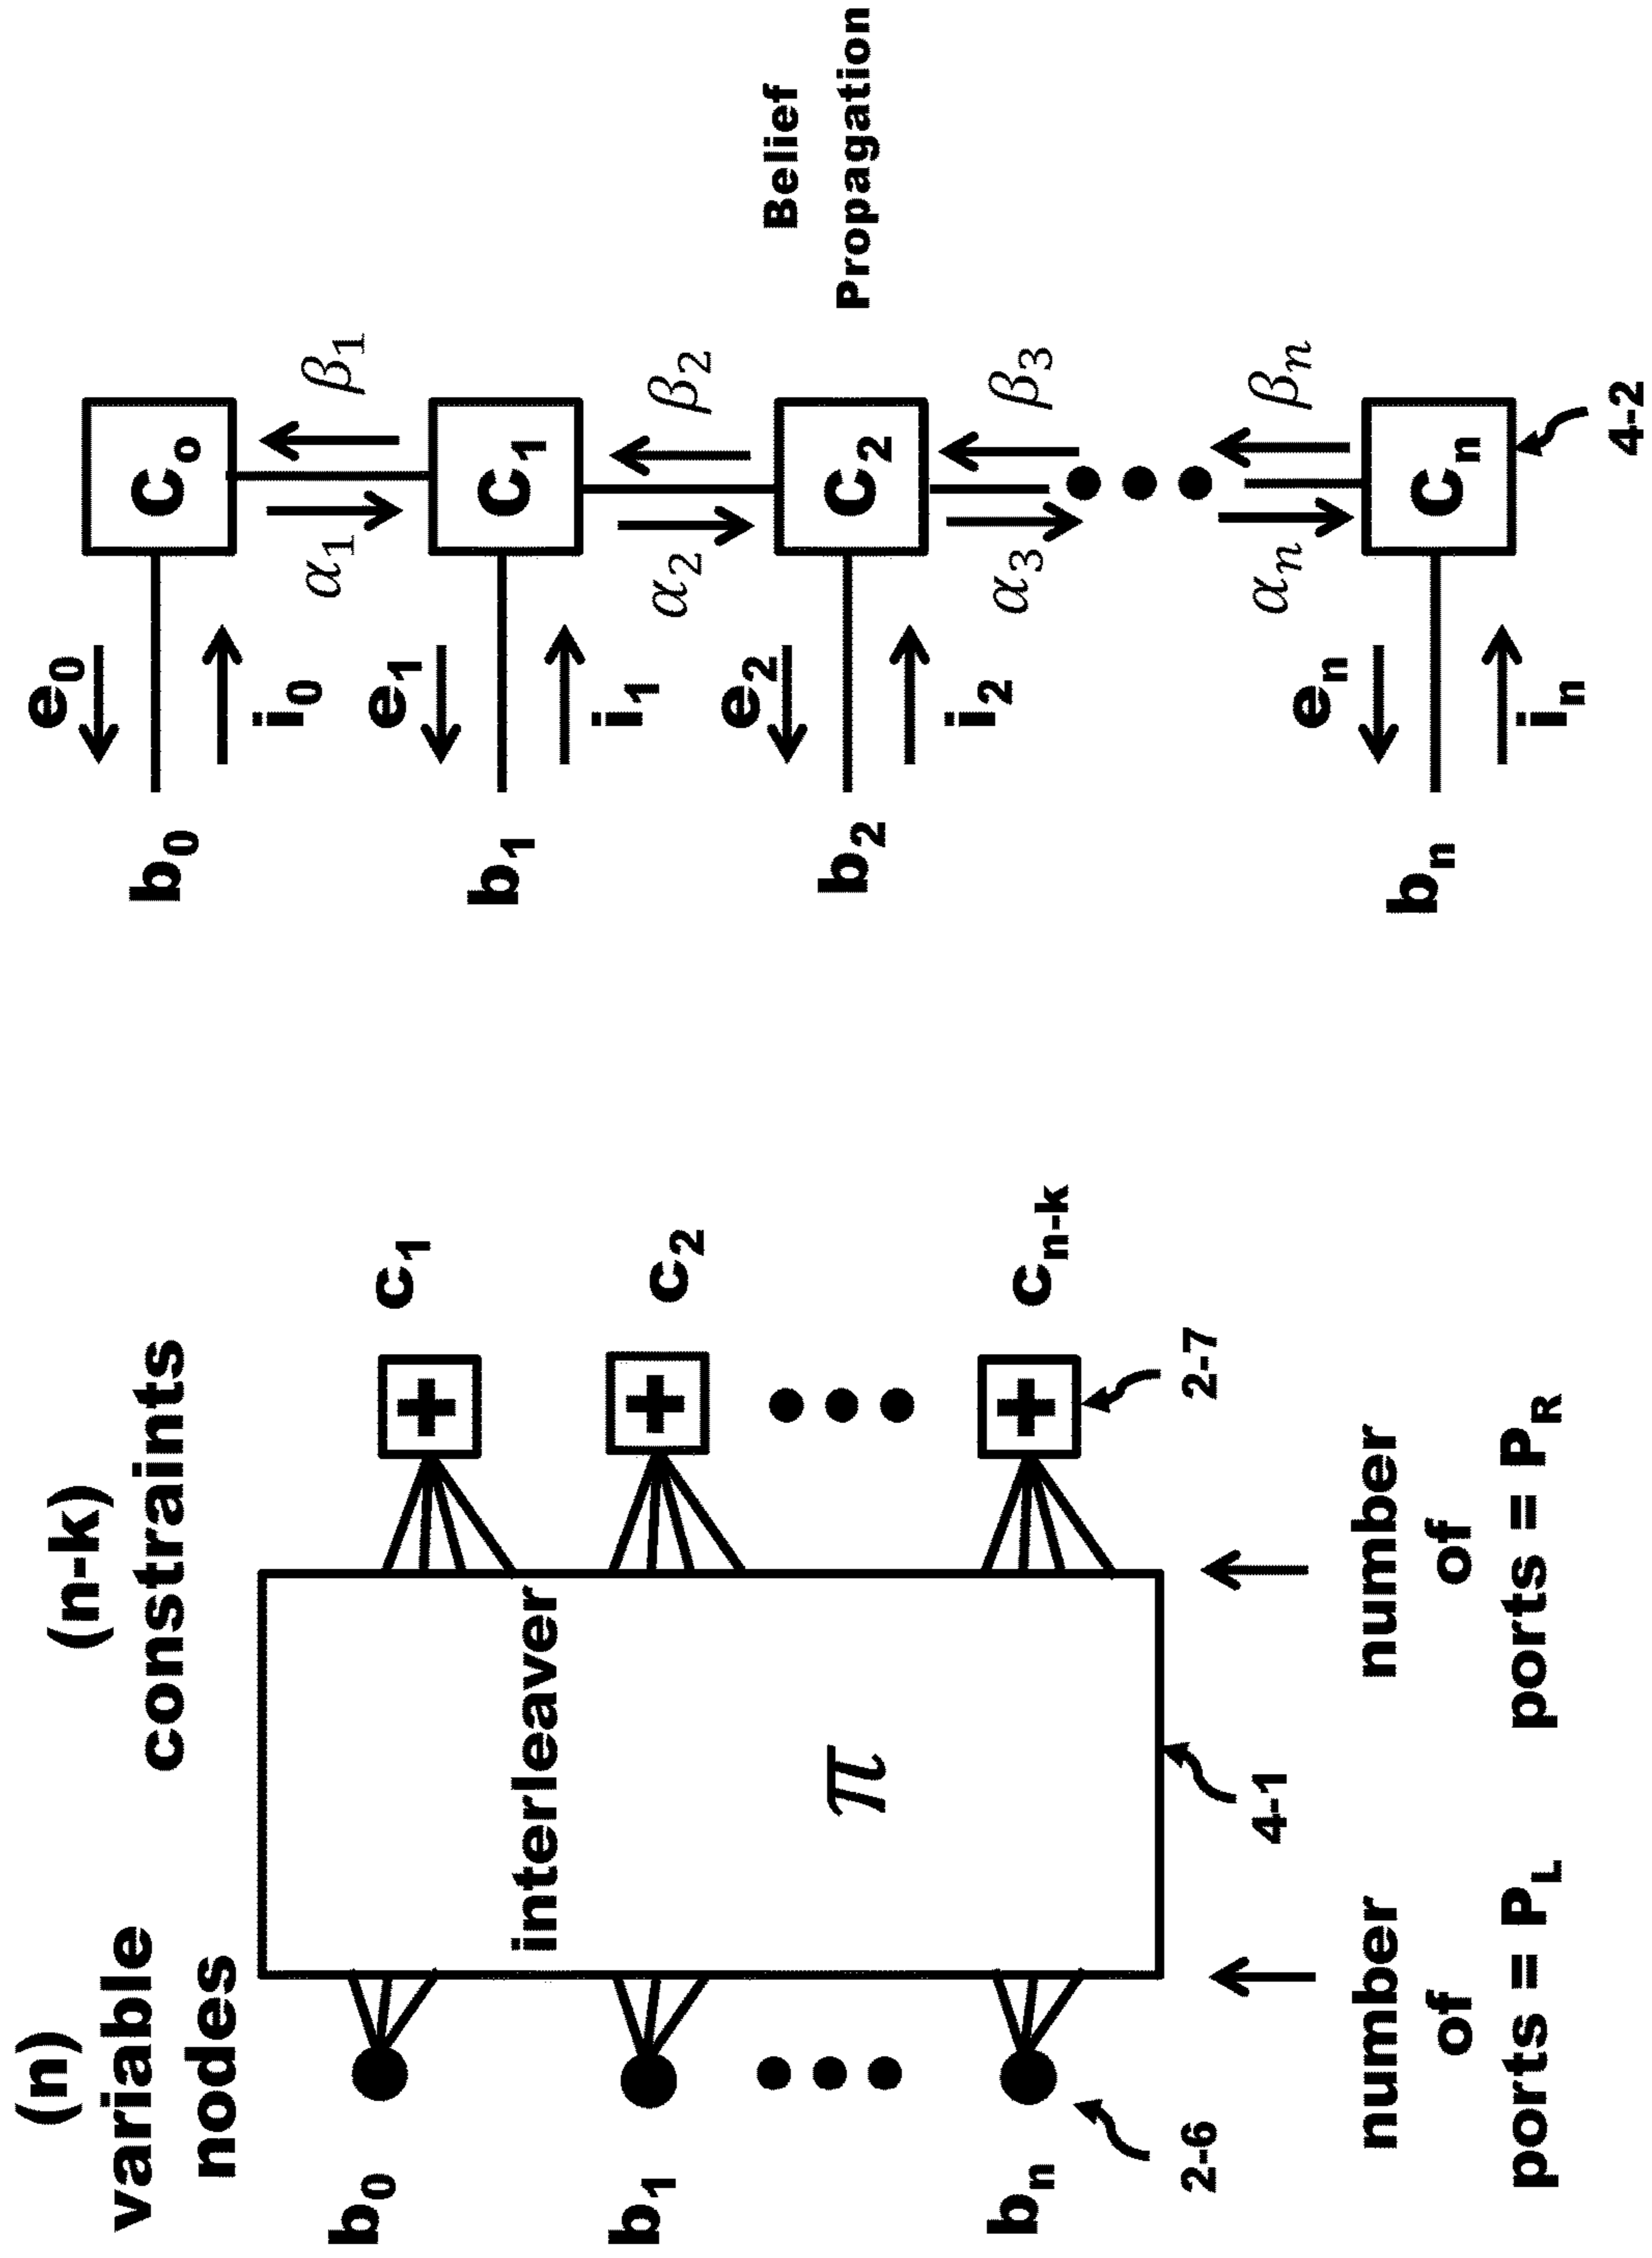 (n)
variable
nodes
(n-k)
constraints
b0
b1
bn
interleaver
π
c1
c2
cn-k
2-6
4-1
2-7
number
of
ports = PL
number
of
ports = PR
e0
b0
i0
e1
b1
i1
e2
b2
i2
en
bn
in
Co
C1
C2
Cn
α1
β1
α2
β2
α3
β3
αn
βn
4-2
Belief
Propagation